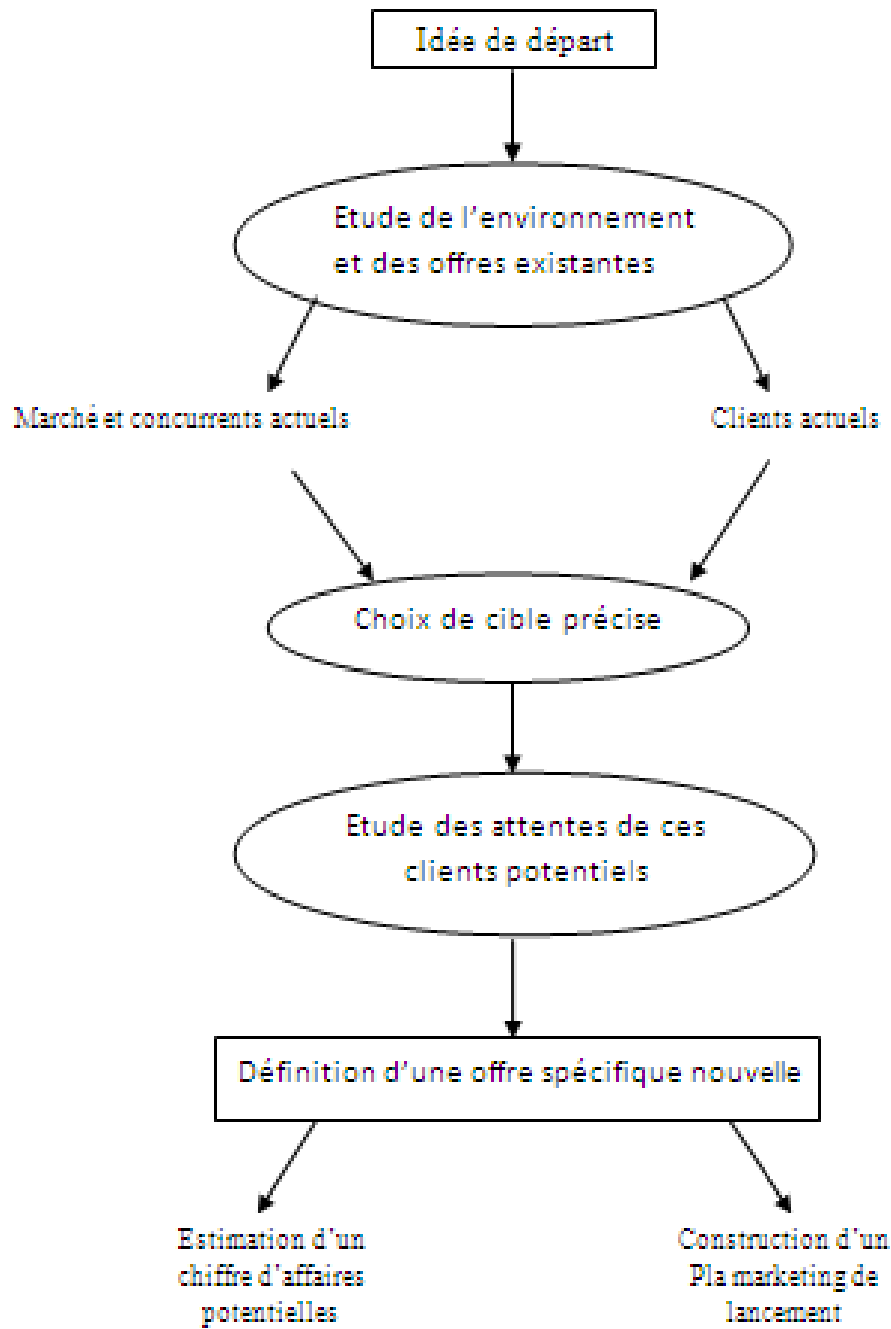 Idée de départ
Etude de l'environnement
et des offres existantes
Marché et concurrents actuels
Clients actuels
Choix de cible précise
Etude des attentes de ces
clients potentiels
Définition d'une offre spécifique nouvelle
Estimation d'un
chiffre d'affaires
potentielles
Construction d'un
Pla marketing de
lancement